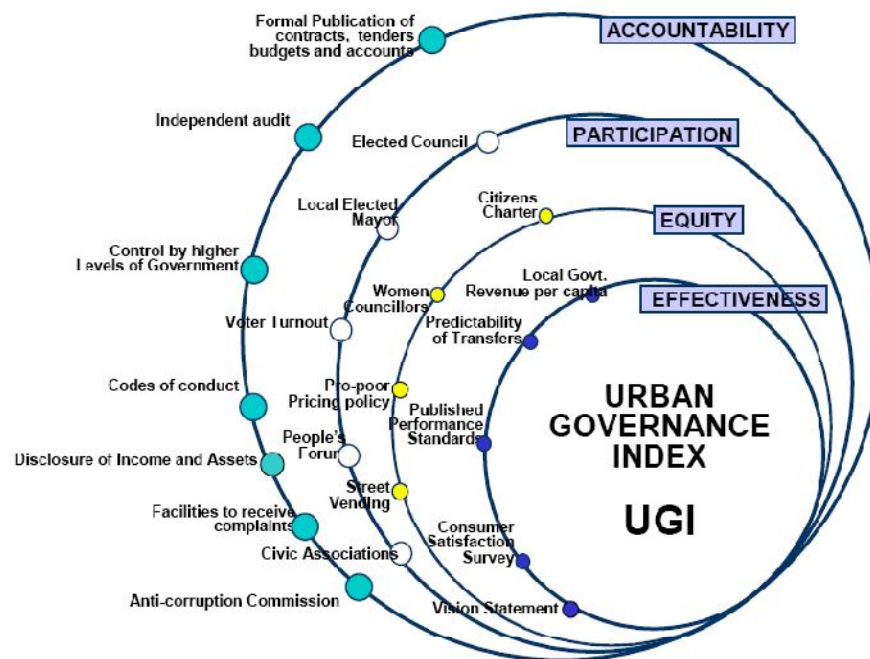 Formal Publication of
contracts, tenders
budgets and accounts
ACCOUNTABILITY
Independent audit
Elected Council
PARTICIPATION
Local Elected
Mayor
Citizens
Charter
EQUITY
Control by higher
Levels of Government
Women
Councillors
Local Govt.
Revenue per capita
EFFECTIVENESS
Voter Turnout
Predictability
of Transfers
Codes of conduct
Pro-poor
Pricing policy
Published
Performance
Standards
URBAN
GOVERNANCE
INDEX
UGI
People's
Forum
Disclosure of Income and Assets
Street
Vending
Facilities to receive
complaints
Civic Associations
Consumer
Satisfaction
Survey
Anti-corruption Commission
Vision Statement